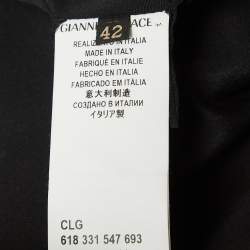 42
GIANNI
REALIZZATO IN ITALIA
MADE IN ITALY
FABRIQUÉ EN ITALIE
HECHO EN ITALIA
FABRICADO EM ITÁLIA
意大利制造
СОЗДАНО В ИТАЛИИ
イタリア製
CLG
618 331 547 693